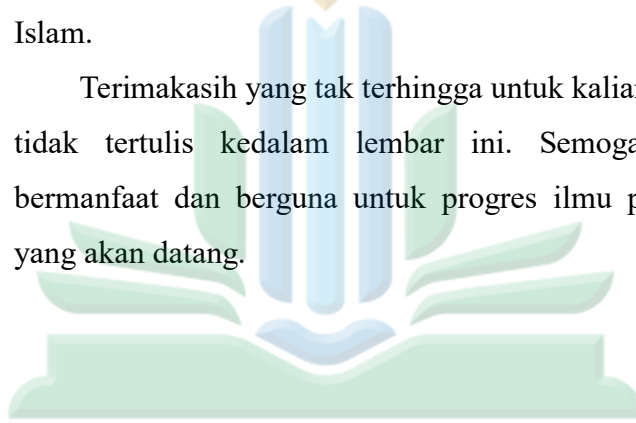 Islam.
Terimakasih yang tak terhingga untuk kalian
tidak tertulis kedalam lembar ini. Semoga
bermanfaat dan berguna untuk progres ilmu
yang akan datang.